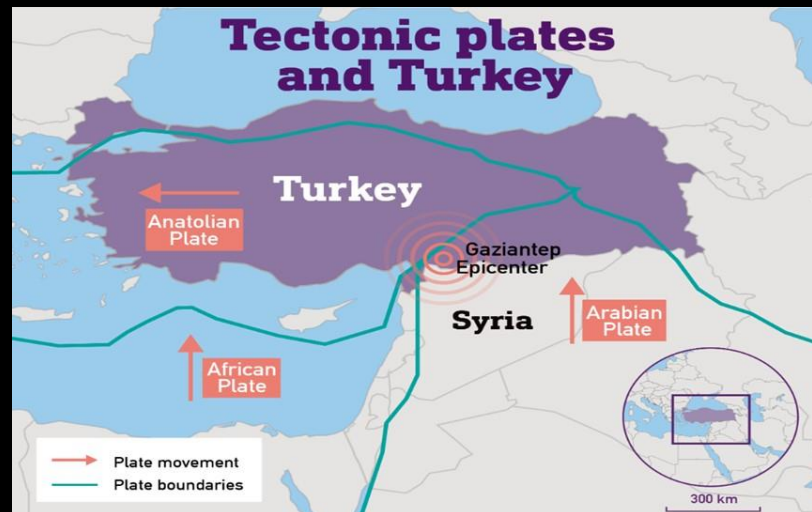 Tectonic plates
and Turkey
Turkey
Anatolian
Plate
Gaziantep
Epicenter
Syria
Arabian
Plate
African
Plate
Plate movement
Plate boundaries
300 km